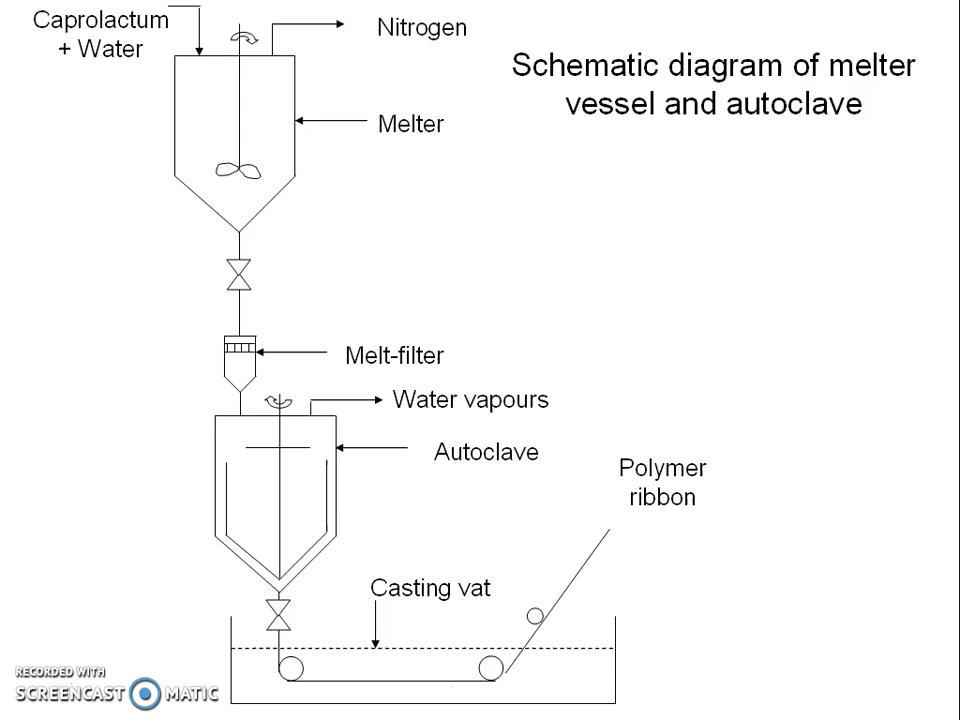 Caprolactum
+ Water
Nitrogen
Schematic diagram of melter
vessel and autoclave
Melter
Melt-filter
Water vapours
Autoclave
Polymer
ribbon
Casting vat
RECORDED WITH
SCREENCAST MATIC